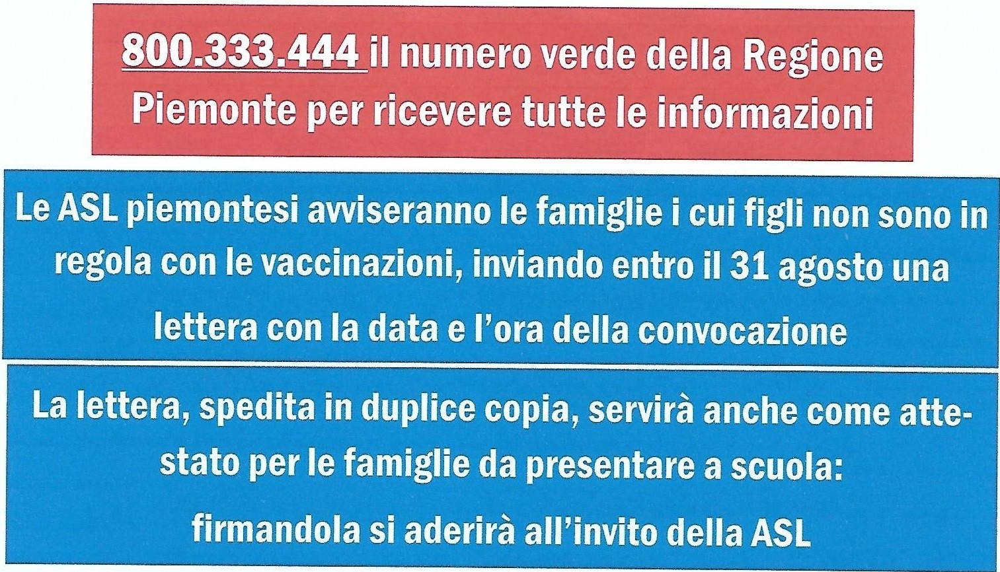 800.333.444 il numero verde della Regione
Piemonte per ricevere tutte le informazioni
Le ASL piemontesi avviseranno le famiglie i cui figli non sono in
regola con le vaccinazioni, inviando entro il 31 agosto una
lettera con la data e l'ora della convocazione
La lettera, spedita in duplice copia, servirà anche come atte-
stato per le famiglie da presentare a scuola:
firmandola si aderirà all'invito della ASL